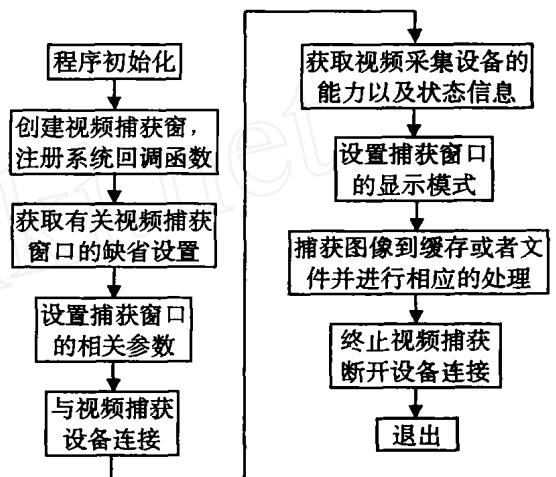 程序初始化
创建视频捕获窗,
注册系统回调函数
获取有关视频捕获
窗口的缺省设置
设置捕获窗口
的相关参数
与视频捕获
设备连接
获取视频采集设备的
能力以及状态信息
设置捕获窗口
的显示模式
捕获图像到缓存或者文
件并进行相应的处理
终止视频捕获
断开设备连接
退出